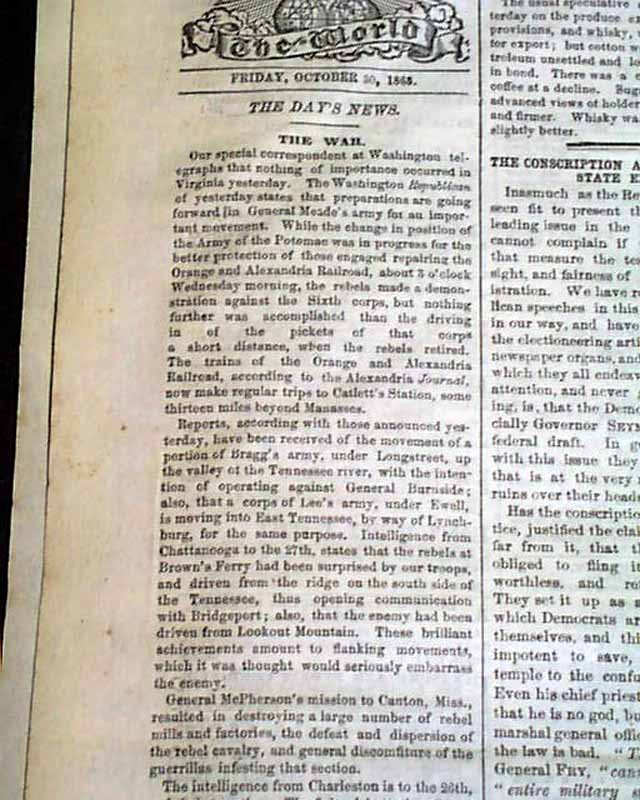 The World
FRIDAY, OCTOBER 30, 1863.
THE DAY'S NEWS.
THE WAR.
Our special correspondent at Washington tel-
egraphs that nothing of importance occurred in
Virginia yesterday. The Washington Republican
of yesterday states that preparations are going
forward in General Meade's army for an impor-
tant movement. While the change in position of
the Army of the Potomac was in progress for the
better protection of those engaged repairing the
Orange and Alexandria Railroad, about 3 o'clock
Wednesday morning, the rebels made a demon-
stration against the Sixth corps, but nothing
further was accomplished than the driving
in of the pickets of that corps
a short distance, when the rebels retired.
The trains of the Orange and Alexandria
Railroad, according to the Alexandria Journal,
now make regular trips to Catlett's Station, some
thirteen miles beyond Manasses.
Reports, according with those announced yes-
terday, have been received of the movement of a
portion of Bragg's army, under Longstreet, up
the valley of the Tennessee river, with the inten-
tion of operating against General Burnside;
also, that a corps of Lee's army, under Ewell,
is moving into East Tennessee, by way of Lynch-
burg, for the same purpose. Intelligence from
Chattanooga to the 27th, states that the rebels at
Brown's Ferry had been surprised by our troops,
and driven from the ridge on the south side of
the Tennessee, thus opening communication
with Bridgeport; also, that the enemy had been
driven from Lookout Mountain. These brilliant
achievements amount to flanking movements,
which it was thought would seriously embarrass
the enemy.
General McPherson's mission to Canton, Miss.,
resulted in destroying a large number of rebel
mills and factories, the defeat and dispersion of
the rebel cavalry, and general discomfiture of the
guerrillas infesting that section.
The intelligence from Charleston is to the 26th,
The usual speculative
terday on the produce
provisions, and whisky,
for export; but cotton
troleum unsettled and
in bond. There was a
coffee at a decline.
advanced views of holder
and firmer. Whisky was
slightly better.
THE CONSCRIPTION A
STATE E
Inasmuch as the Re
seen fit to present th
leading issue in the
cannot complain if
that measure the te
sight, and fairness of
istration. We have r
lican speeches in this
in our way, and have
the electioneering arti
newspaper organs, and
which they all endeav
attention, and never
ing, is, that the Demo
cially Governor SEYM
federal draft. In g
with this issue they
that is at the very
ruins over their heads
Has the conscriptio
tice, justified the clai
far from it, that t
obliged to fling it
worthless, and re
They set it up as
which Democrats ar
themselves, and thi
impotent to save,
temple to the confu
Even his chief pries
that he is no god, bu
marshal general offi
the law is bad. "T
General FRY, "can
"entire military s